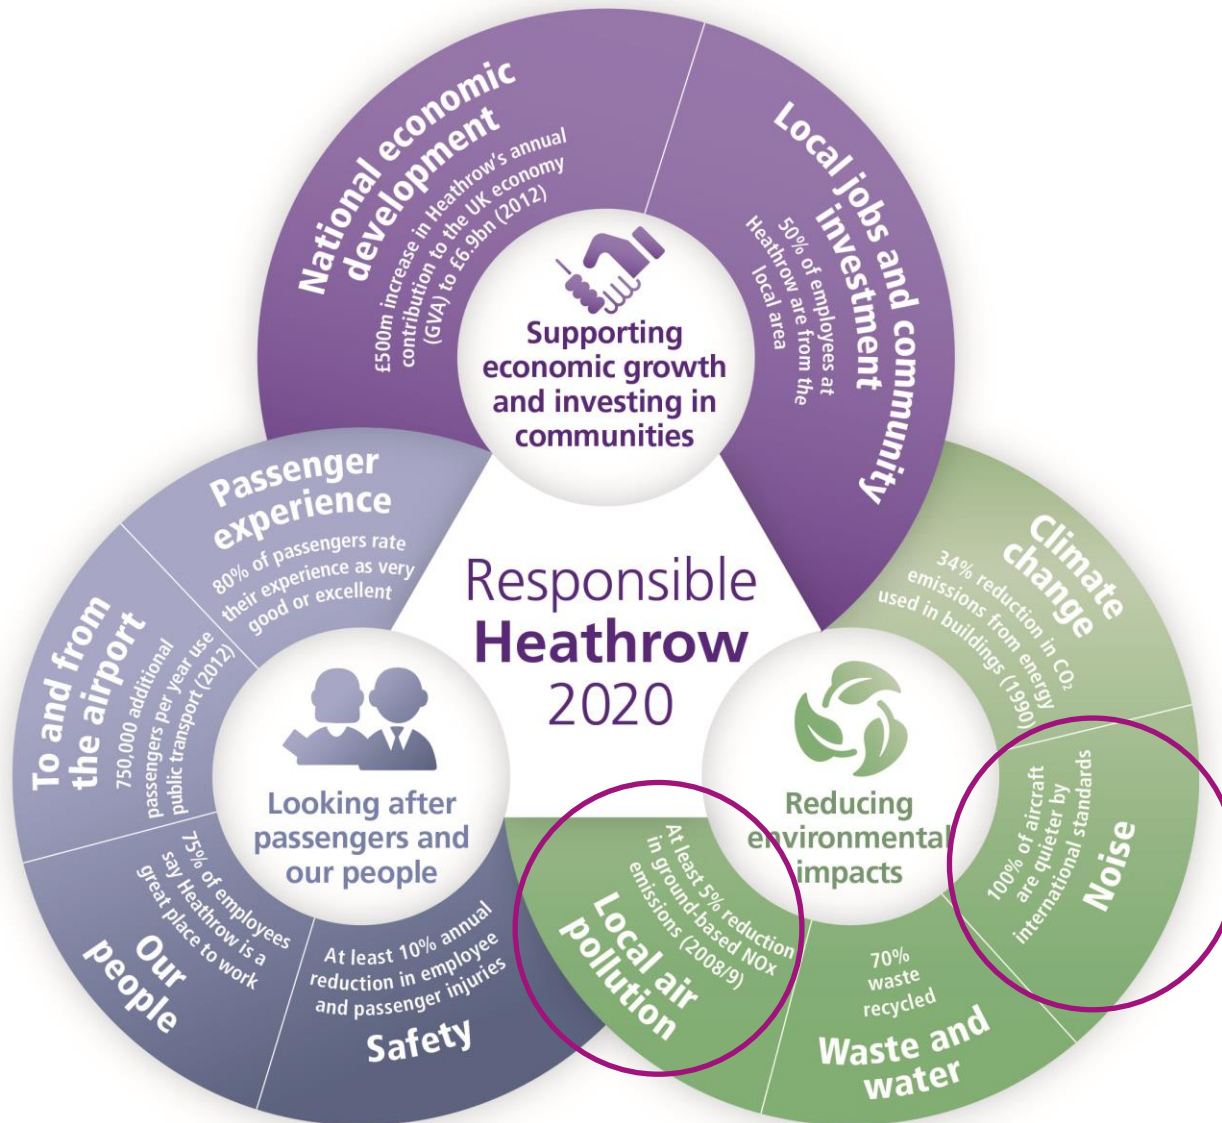 National economic
development
£500m increase in Heathrow's annual
contribution to the UK economy
(GVA) to £6.9bn (2012)
Local jobs and community
investment
50% of employees at
Heathrow are from the
local area
Supporting
economic growth
and investing in
communities
Passenger
experience
80% of passengers rate
their experience as very
good or excellent
To and from
the airport
750,000 additional
passengers per year use
public transport (2012)
Our
people
75% of employees
say Heathrow is a
great place to work
Safety
At least 10% annual
reduction in employee
and passenger injuries
Looking after
passengers and
our people
Responsible
Heathrow
2020
Climate
change
34% reduction in CO₂
emissions from energy
used in buildings (1990)
Noise
100% of aircraft
are quieter by
international standards
Reducing
environmental
impacts
70%
waste
recycled
Waste and
water
At least 5% reduction
in ground-based NOx
emissions (2008/9)
Local air
pollution